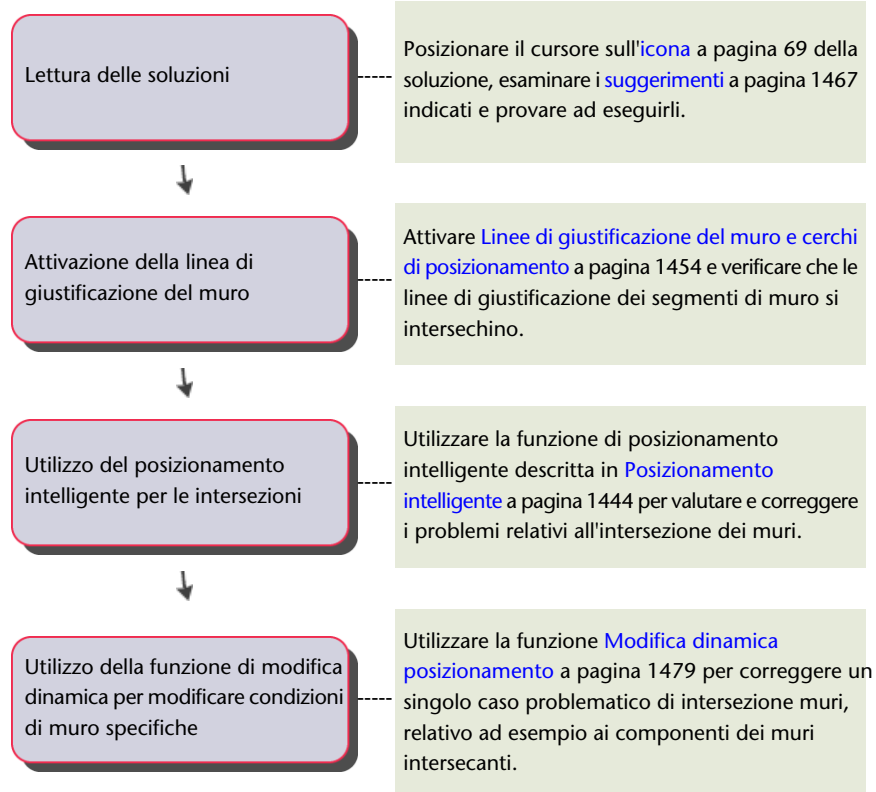 Lettura delle soluzioni
Posizionare il cursore sull'icona a pagina 69 della
soluzione, esaminare i suggerimenti a pagina 1467
indicati e provare ad eseguirli.
Attivazione della linea di
giustificazione del muro
Attivare Linee di giustificazione del muro e cerchi
di posizionamento a pagina 1454 e verificare che le
linee di giustificazione dei segmenti di muro si
intersechino.
Utilizzo del posizionamento
intelligente per le intersezioni
Utilizzare la funzione di posizionamento
intelligente descritta in Posizionamento
intelligente a pagina 1444 per valutare e correggere
i problemi relativi all'intersezione dei muri.
Utilizzo della funzione di modifica
dinamica per modificare condizioni
di muro specifiche
Utilizzare la funzione Modifica dinamica
posizionamento a pagina 1479 per correggere un
singolo caso problematico di intersezione muri,
relativo ad esempio ai componenti dei muri
intersecanti.